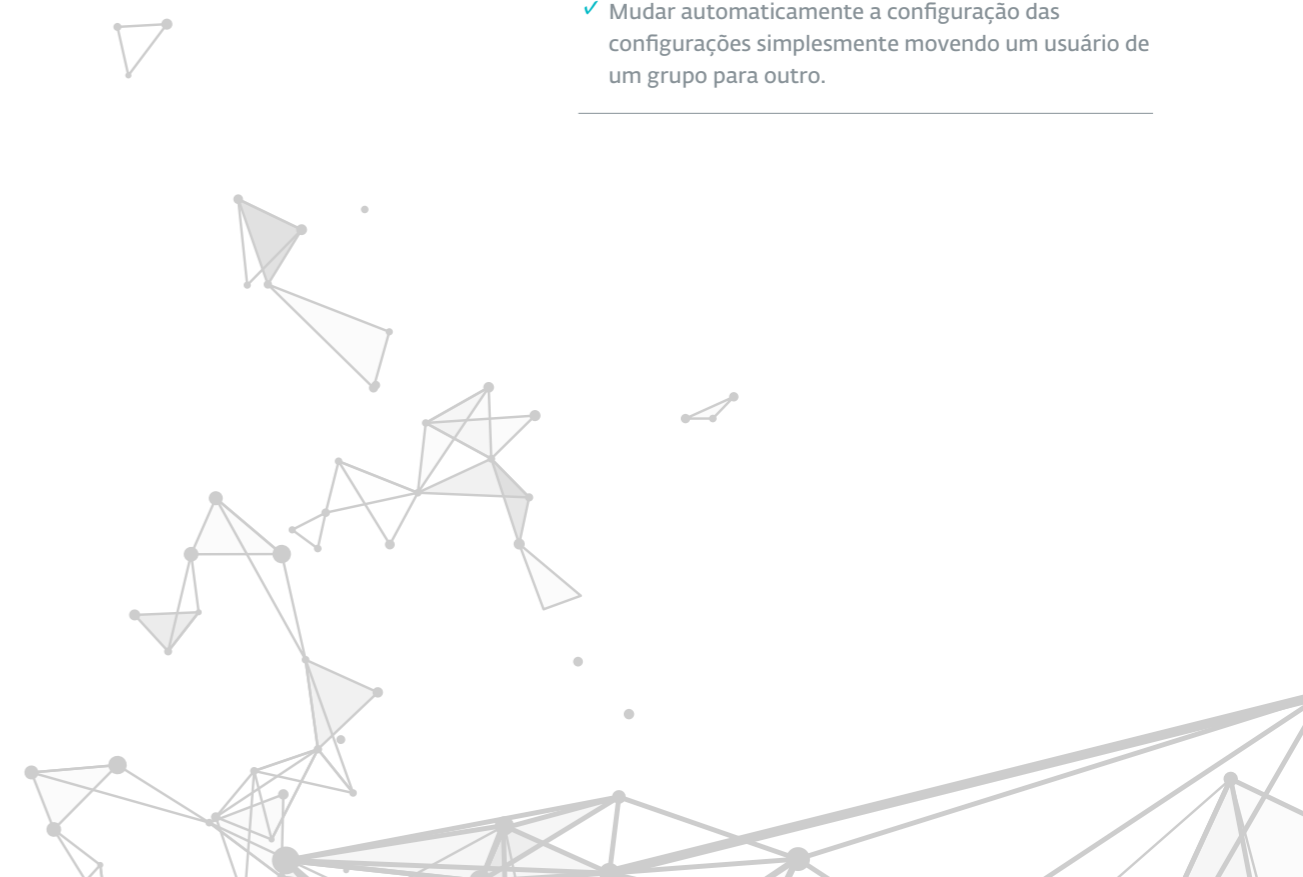 ✓ Mudar automaticamente a configuração das
configurações simplesmente movendo um usuário de
um grupo para outro.